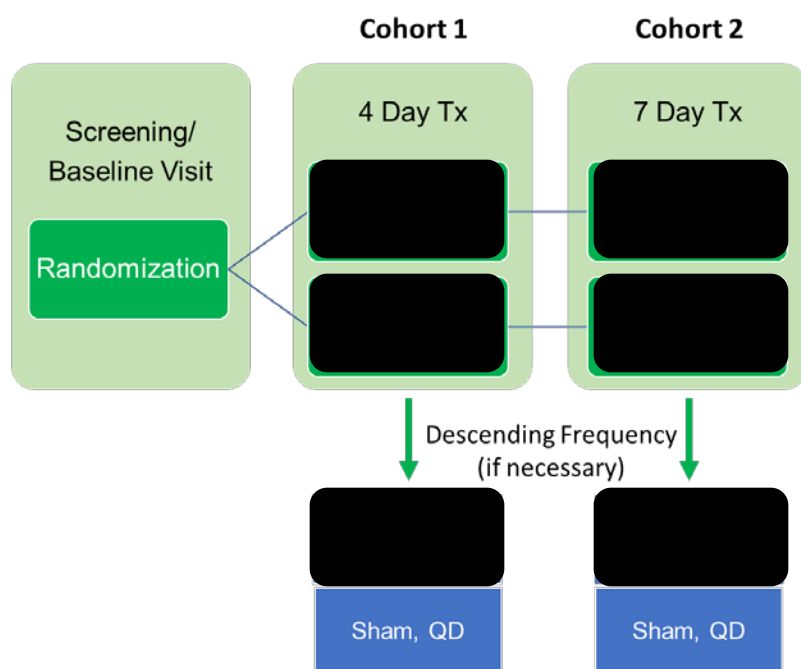 Cohort 1
Cohort 2
Screening/
Baseline Visit
Randomization
4 Day Tx
7 Day Tx
Descending Frequency
(if necessary)
Sham, QD
Sham, QD